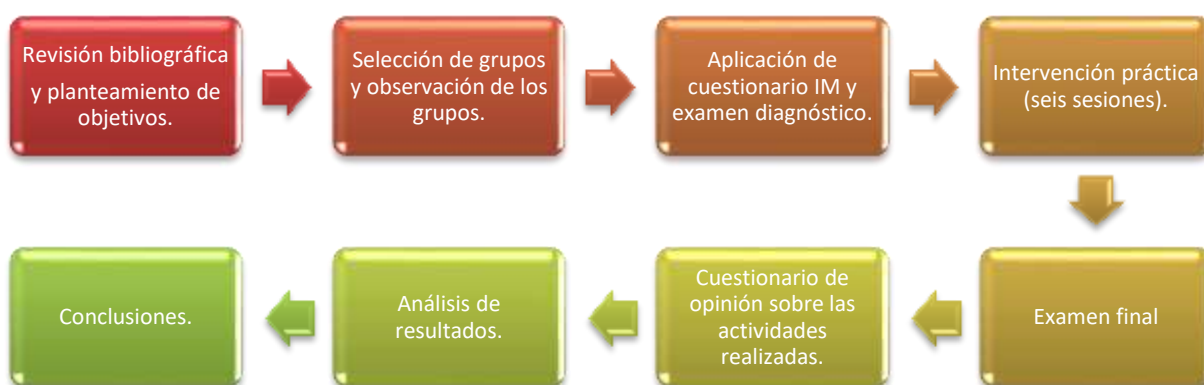 Revisión bibliográfica
y planteamiento de
objetivos.
Selección de grupos
y observación de los
grupos.
Aplicación de
cuestionario IM y
examen diagnóstico.
Intervención práctica
(seis sesiones).
Examen final
Cuestionario de
opinión sobre las
actividades
realizadas.
Análisis de
resultados.
Conclusiones.